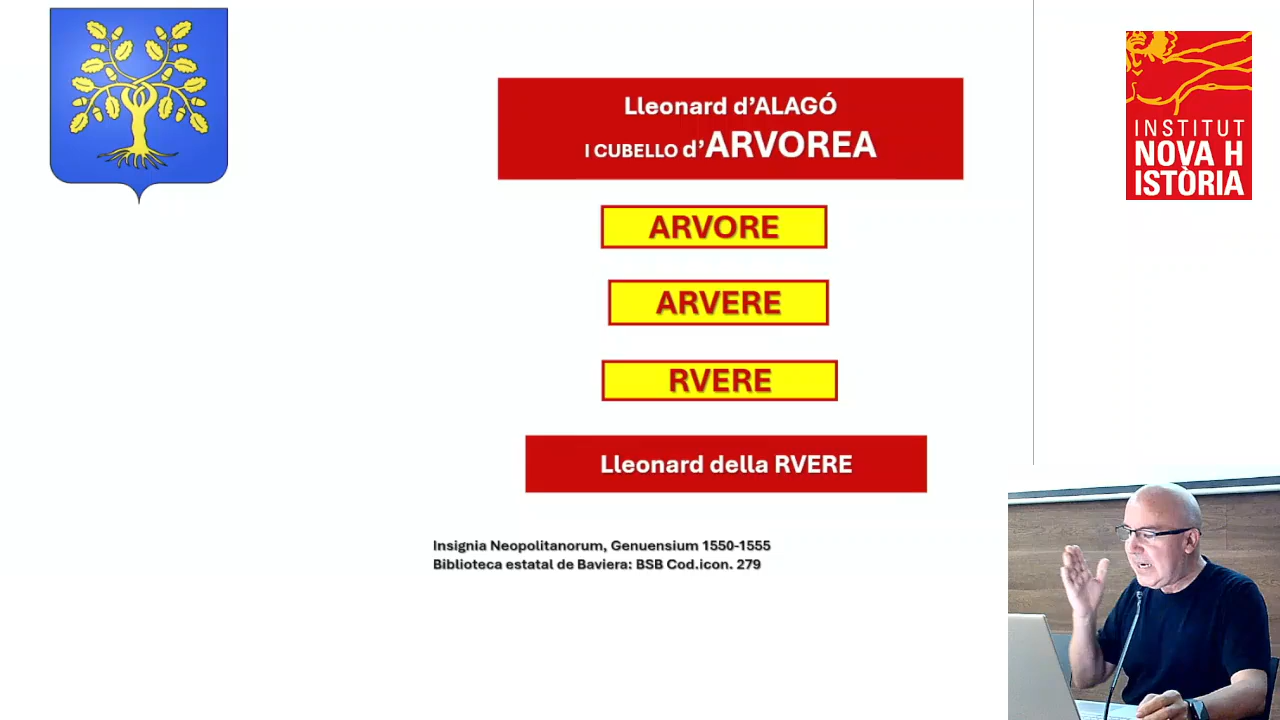 Lleonard d’ALAGÓ
I CUBELLO d’ARVOREA
ARVORE
ARVERE
RVERE
Lleonard della RVERE
Insignia Neopolitanorum, Genuensium 1550-1555
Biblioteca estatal de Baviera: BSB Cod.icon. 279
INSTITUT
NOVA H
ISTÒRIA